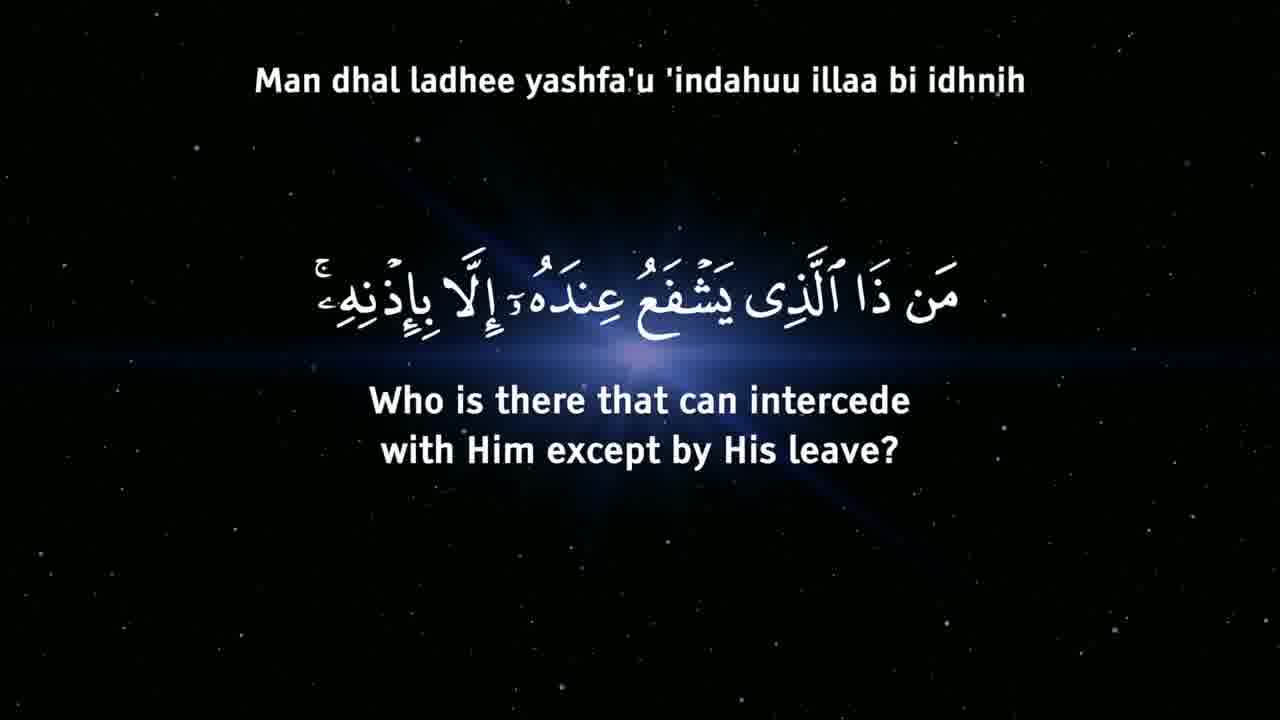 Man dhal ladhee yashfa'u 'indahuu illaa bi idhnih
مَن ذَا ٱلَّذِى يَشْفَعُ عِندَهُۥٓ إِلَّا بِإِذْنِهِۦ ۚ
Who is there that can intercede
with Him except by His leave?